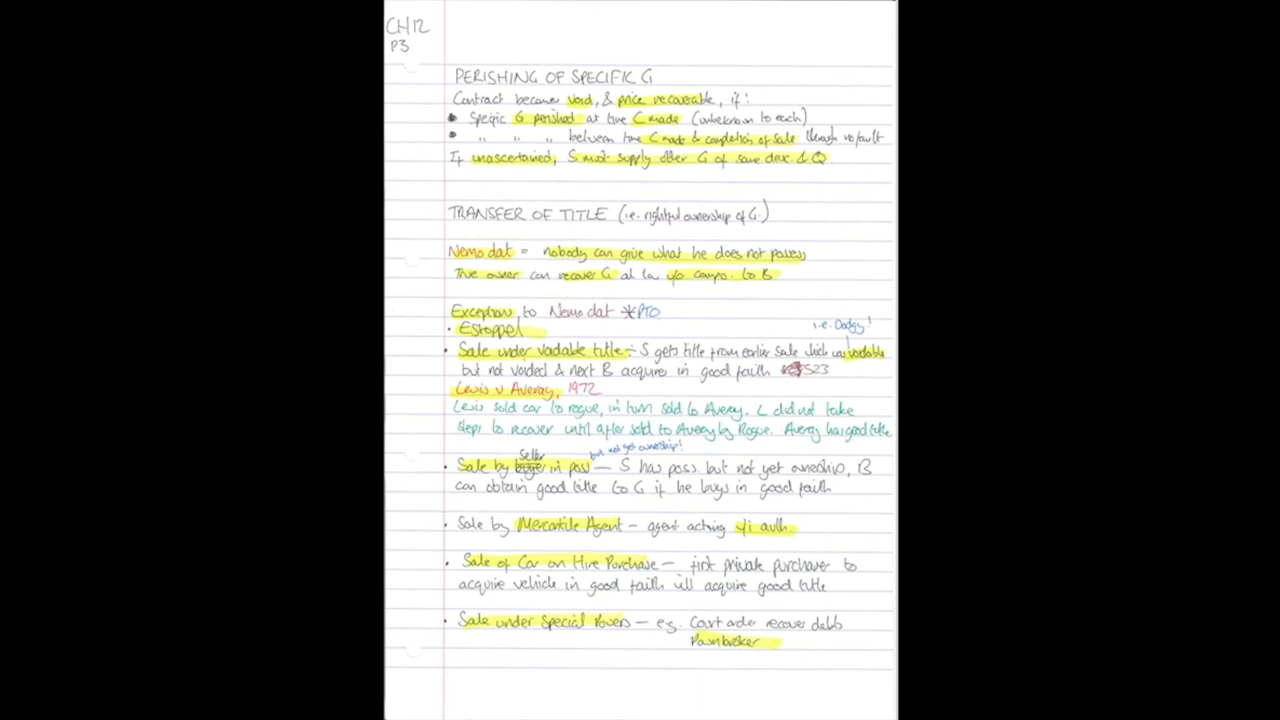 CH12
P3
PERISHING OF SPECIFIC G
Contract becomes void, & price recoverable, if:
• Specific G perished at time C made (unbeknown to each)
• " " " between time C made & completion of sale through no fault
If unascertained, S must supply other G of same desc & Q
TRANSFER OF TITLE (i.e. rightful ownership of G.)
Nemo dat = nobody can give what he does not possess
True owner can recover G at law w/o comp. to B
Exceptions to Nemo dat *PTO
• Estoppel
i.e. Dodgy!
• Sale under voidable title:- S gets title from earlier sale which was voidable
but not voided & next B acquires in good faith S23
Lewis v Averay, 1972
Lewis sold car to rogue, in turn sold to Averay. L did not take
steps to recover until after sold to Averay by Rogue. Averay has good title
but not yet ownership!
• Sale by Seller in poss — S has poss but not yet ownership, B
can obtain good title to G if he buys in good faith
• Sale by Mercantile Agent - agent acting w/i auth.
• Sale of Car on Hire Purchase — first private purchaser to
acquire vehicle in good faith will acquire good title
• Sale under Special Powers — eg. Court order recover debts
Pawnbroker